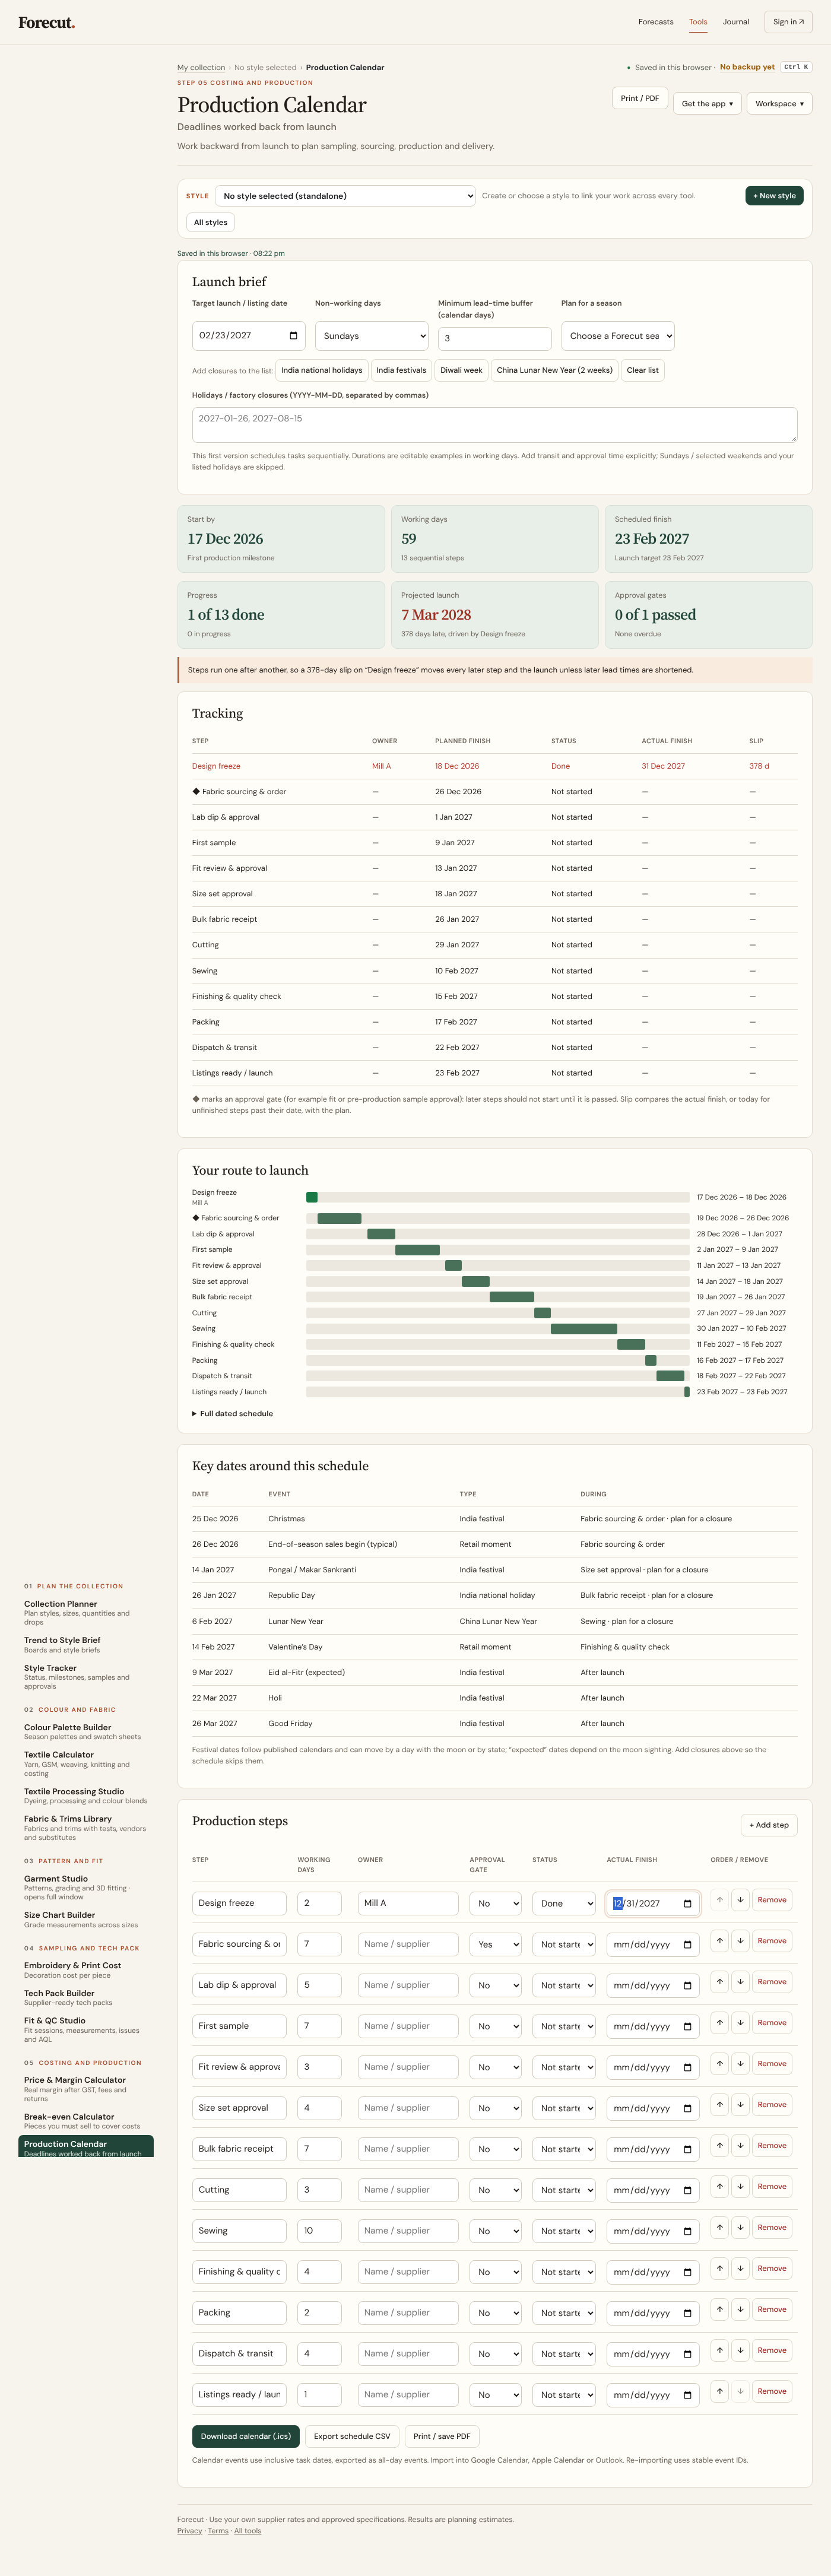 Forecut.
Forecasts Tools Journal Sign in ↗
My collection › No style selected › Production Calendar
• Saved in this browser · No backup yet Ctrl K
STEP 05 COSTING AND PRODUCTION
Production Calendar
Print / PDF Get the app ▾ Workspace ▾
Deadlines worked back from launch
Work backward from launch to plan sampling, sourcing, production and delivery.
STYLE No style selected (standalone) Create or choose a style to link your work across every tool. + New style
All styles
Saved in this browser · 08:22 pm
Launch brief
Target launch / listing date Non-working days Minimum lead-time buffer (calendar days) Plan for a season
02/23/2027 Sundays 3 Choose a Forecut sea
Add closures to the list: India national holidays India festivals Diwali week China Lunar New Year (2 weeks) Clear list
Holidays / factory closures (YYYY-MM-DD, separated by commas)
2027-01-26, 2027-08-15
This first version schedules tasks sequentially. Durations are editable examples in working days. Add transit and approval time explicitly; Sundays / selected weekends and your
listed holidays are skipped.
Start by Working days Scheduled finish
17 Dec 2026 59 23 Feb 2027
First production milestone 13 sequential steps Launch target 23 Feb 2027
Progress Projected launch Approval gates
1 of 13 done 7 Mar 2028 0 of 1 passed
0 in progress 378 days late, driven by Design freeze None overdue
Steps run one after another, so a 378-day slip on “Design freeze” moves every later step and the launch unless later lead times are shortened.
Tracking
STEP OWNER PLANNED FINISH STATUS ACTUAL FINISH SLIP
Design freeze Mill A 18 Dec 2026 Done 31 Dec 2027 378 d
◆ Fabric sourcing & order — 26 Dec 2026 Not started — —
Lab dip & approval — 1 Jan 2027 Not started — —
First sample — 9 Jan 2027 Not started — —
Fit review & approval — 13 Jan 2027 Not started — —
Size set approval — 18 Jan 2027 Not started — —
Bulk fabric receipt — 26 Jan 2027 Not started — —
Cutting — 29 Jan 2027 Not started — —
Sewing — 10 Feb 2027 Not started — —
Finishing & quality check — 15 Feb 2027 Not started — —
Packing — 17 Feb 2027 Not started — —
Dispatch & transit — 22 Feb 2027 Not started — —
Listings ready / launch — 23 Feb 2027 Not started — —
◆ marks an approval gate (for example fit or pre-production sample approval): later steps should not start until it is passed. Slip compares the actual finish, or today for
unfinished steps past their date, with the plan.
Your route to launch
Design freeze 17 Dec 2026 – 18 Dec 2026
Mill A
◆ Fabric sourcing & order 19 Dec 2026 – 26 Dec 2026
Lab dip & approval 28 Dec 2026 – 1 Jan 2027
First sample 2 Jan 2027 – 9 Jan 2027
Fit review & approval 11 Jan 2027 – 13 Jan 2027
Size set approval 14 Jan 2027 – 18 Jan 2027
Bulk fabric receipt 19 Jan 2027 – 26 Jan 2027
Cutting 27 Jan 2027 – 29 Jan 2027
Sewing 30 Jan 2027 – 10 Feb 2027
Finishing & quality check 11 Feb 2027 – 15 Feb 2027
Packing 16 Feb 2027 – 17 Feb 2027
Dispatch & transit 18 Feb 2027 – 22 Feb 2027
Listings ready / launch 23 Feb 2027 – 23 Feb 2027
▶ Full dated schedule
Key dates around this schedule
DATE EVENT TYPE DURING
25 Dec 2026 Christmas India festival Fabric sourcing & order · plan for a closure
26 Dec 2026 End-of-season sales begin (typical) Retail moment Fabric sourcing & order
14 Jan 2027 Pongal / Makar Sankranti India festival Size set approval · plan for a closure
26 Jan 2027 Republic Day India national holiday Bulk fabric receipt · plan for a closure
6 Feb 2027 Lunar New Year China Lunar New Year Sewing · plan for a closure
14 Feb 2027 Valentine’s Day Retail moment Finishing & quality check
9 Mar 2027 Eid al-Fitr (expected) India festival After launch
22 Mar 2027 Holi India festival After launch
26 Mar 2027 Good Friday India festival After launch
Festival dates follow published calendars and can move by a day with the moon or by state; “expected” dates depend on the moon sighting. Add closures above so the
schedule skips them.
01 PLAN THE COLLECTION
Collection Planner
Plan styles, sizes, quantities and
drops
Trend to Style Brief
Boards and style briefs
Style Tracker
Status, milestones, samples and
approvals
02 COLOUR AND FABRIC
Colour Palette Builder
Season palettes and swatch sheets
Textile Calculator
Yarn, GSM, weaving, knitting and
costing
Textile Processing Studio
Dyeing, processing and colour blends
Fabric & Trims Library
Fabrics and trims with tests, vendors
and substitutes
03 PATTERN AND FIT
Garment Studio
Patterns, grading and 3D fitting ·
opens full window
Size Chart Builder
Grade measurements across sizes
04 SAMPLING AND TECH PACK
Embroidery & Print Cost
Decoration cost per piece
Tech Pack Builder
Supplier-ready tech packs
Fit & QC Studio
Fit sessions, measurements, issues
and AQL
05 COSTING AND PRODUCTION
Price & Margin Calculator
Real margin after GST, fees and
returns
Break-even Calculator
Pieces you must sell to cover costs
Production Calendar
Deadlines worked back from launch
Production steps
+ Add step
STEP WORKING DAYS OWNER APPROVAL GATE STATUS ACTUAL FINISH ORDER / REMOVE
Design freeze 2 Mill A No Done 12/31/2027 ↑ ↓ Remove
Fabric sourcing & or 7 Name / supplier Yes Not starte mm/dd/yyyy ↑ ↓ Remove
Lab dip & approval 5 Name / supplier No Not starte mm/dd/yyyy ↑ ↓ Remove
First sample 7 Name / supplier No Not starte mm/dd/yyyy ↑ ↓ Remove
Fit review & approva 3 Name / supplier No Not starte mm/dd/yyyy ↑ ↓ Remove
Size set approval 4 Name / supplier No Not starte mm/dd/yyyy ↑ ↓ Remove
Bulk fabric receipt 7 Name / supplier No Not starte mm/dd/yyyy ↑ ↓ Remove
Cutting 3 Name / supplier No Not starte mm/dd/yyyy ↑ ↓ Remove
Sewing 10 Name / supplier No Not starte mm/dd/yyyy ↑ ↓ Remove
Finishing & quality c 4 Name / supplier No Not starte mm/dd/yyyy ↑ ↓ Remove
Packing 2 Name / supplier No Not starte mm/dd/yyyy ↑ ↓ Remove
Dispatch & transit 4 Name / supplier No Not starte mm/dd/yyyy ↑ ↓ Remove
Listings ready / laun 1 Name / supplier No Not starte mm/dd/yyyy ↑ ↓ Remove
Download calendar (.ics) Export schedule CSV Print / save PDF
Calendar events use inclusive task dates, exported as all-day events. Import into Google Calendar, Apple Calendar or Outlook. Re-importing uses stable event IDs.
Forecut · Use your own supplier rates and approved specifications. Results are planning estimates.
Privacy · Terms · All tools